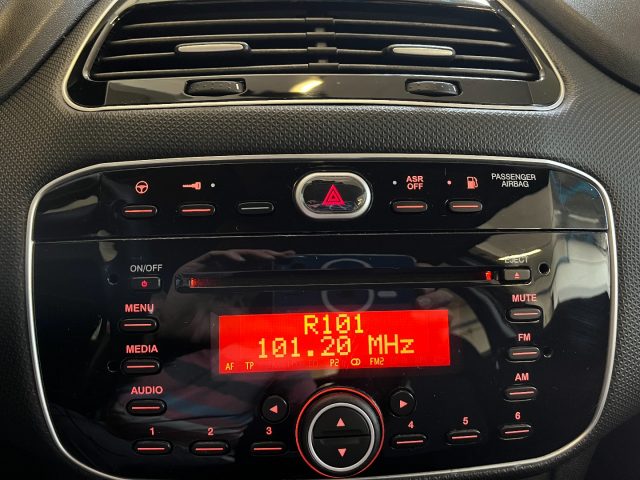 ASR
OFF
PASSENGER
AIRBAG
ON/OFF
EJECT
MENU
MUTE
R101
101.20 MHz
MEDIA
FM
AF TP P2 FM2
AUDIO
AM
1 2 3 4 5 6